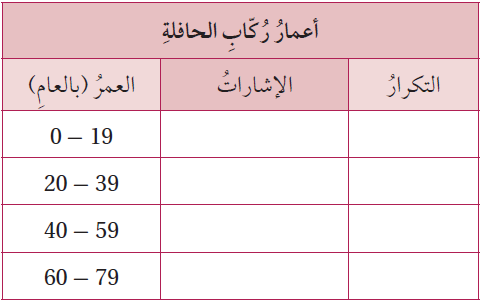 أعمارُ رُكّابِ الحافلةِ
العمرُ (بالعامِ) الإشاراتُ التكرارُ
0 – 19
20 – 39
40 – 59
60 – 79